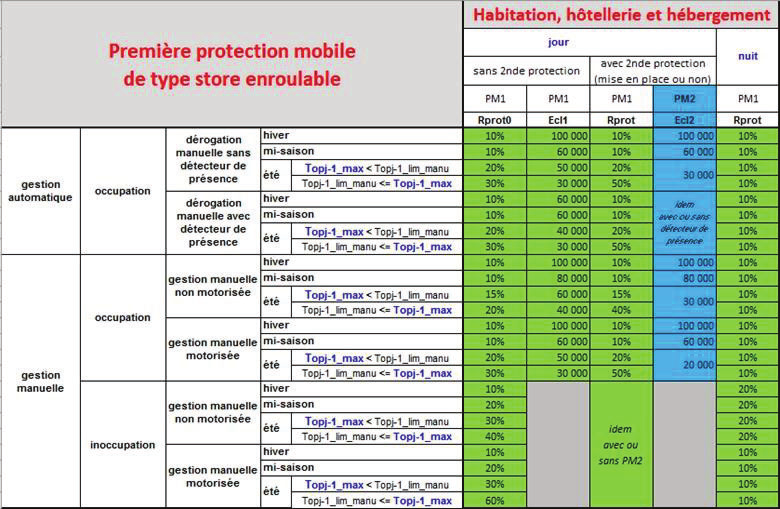 Première protection mobile
de type store enroulable
Habitation, hôtellerie et hébergement
jour
nuit
sans 2nde protection
avec 2nde protection
(mise en place ou non)
PM1 PM1 PM1 PM2 PM1
Rprot0 Ecl1 Rprot Ecl2 Rprot
gestion
automatique
occupation
dérogation
manuelle sans
détecteur de
présence
hiver 10% 100 000 10% 100 000 10%
mi-saison 10% 60 000 10% 60 000 10%
été
Topj-1_max < Topj-1_lim_manu 20% 50 000 20% 30 000 10%
Topj-1_lim_manu <= Topj-1_max 30% 30 000 50% 10%
dérogation
manuelle avec
détecteur de
présence
hiver 10% 60 000 10% 10%
mi-saison 10% 60 000 10% 10%
été
Topj-1_max < Topj-1_lim_manu 20% 40 000 20% 10%
Topj-1_lim_manu <= Topj-1_max 30% 30 000 50% 10%
idem
avec ou sans
détecteur de
présence
gestion
manuelle
occupation
gestion manuelle
non motorisée
hiver 10% 100 000 10% 100 000 10%
mi-saison 10% 80 000 10% 80 000 10%
été
Topj-1_max < Topj-1_lim_manu 15% 60 000 15% 30 000 10%
Topj-1_lim_manu <= Topj-1_max 20% 40 000 40% 10%
gestion manuelle
motorisée
hiver 10% 100 000 10% 100 000 10%
mi-saison 10% 60 000 10% 60 000 10%
été
Topj-1_max < Topj-1_lim_manu 20% 50 000 20% 20 000 10%
Topj-1_lim_manu <= Topj-1_max 30% 30 000 50% 10%
inoccupation
gestion manuelle
non motorisée
hiver 10% 20%
mi-saison 20% 20%
été
Topj-1_max < Topj-1_lim_manu 30% 20%
Topj-1_lim_manu <= Topj-1_max 40% 20%
gestion manuelle
motorisée
hiver 10% 10%
mi-saison 20% 10%
été
Topj-1_max < Topj-1_lim_manu 30% 10%
Topj-1_lim_manu <= Topj-1_max 60% 10%
idem
avec ou
sans PM2